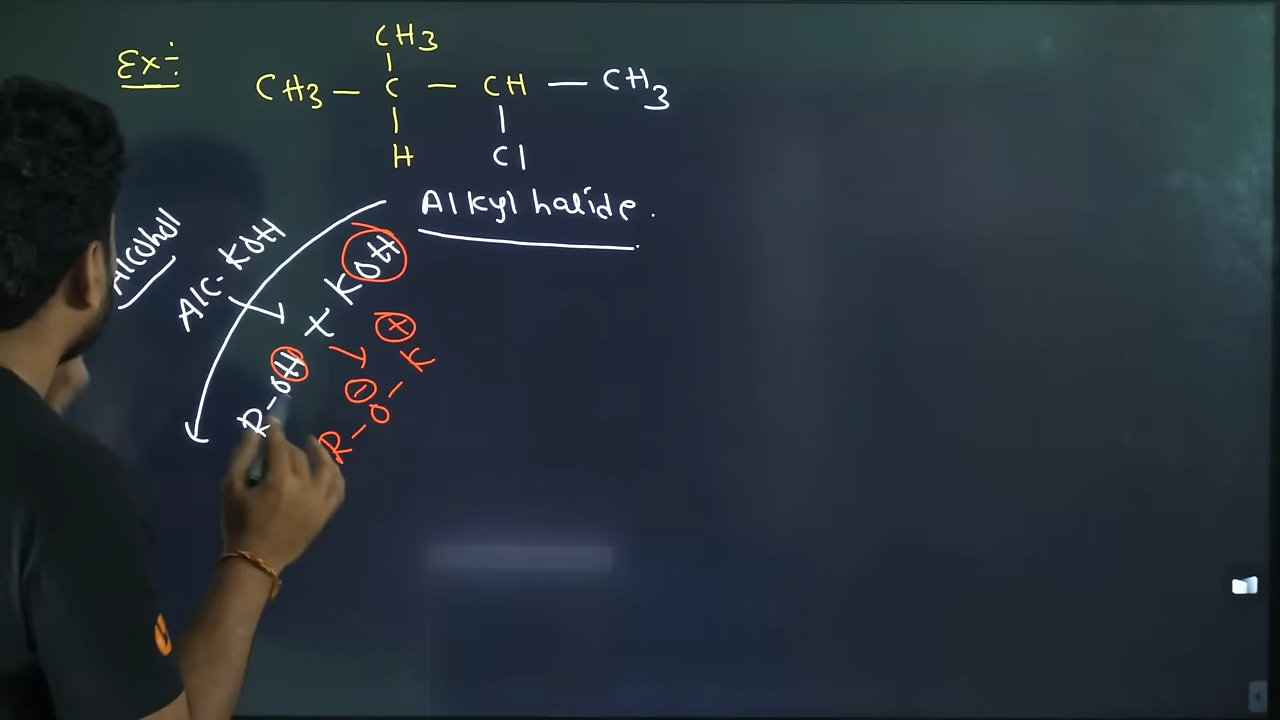 Ex:-
CH3
CH3 — C — CH — CH3
H Cl
Alkyl halide.
Alcohol
Alc-KOH
R-OH + KOH
R-O-K
- +